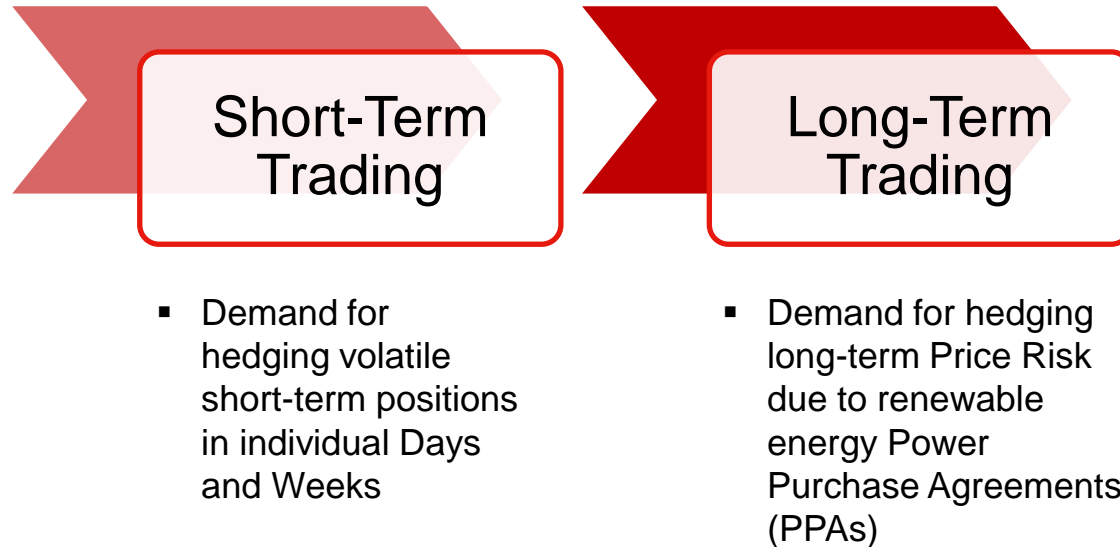 Short-Term
Trading
Long-Term
Trading
▪ Demand for
hedging volatile
short-term positions
in individual Days
and Weeks
▪ Demand for hedging
long-term Price Risk
due to renewable
energy Power
Purchase Agreements
(PPAs)